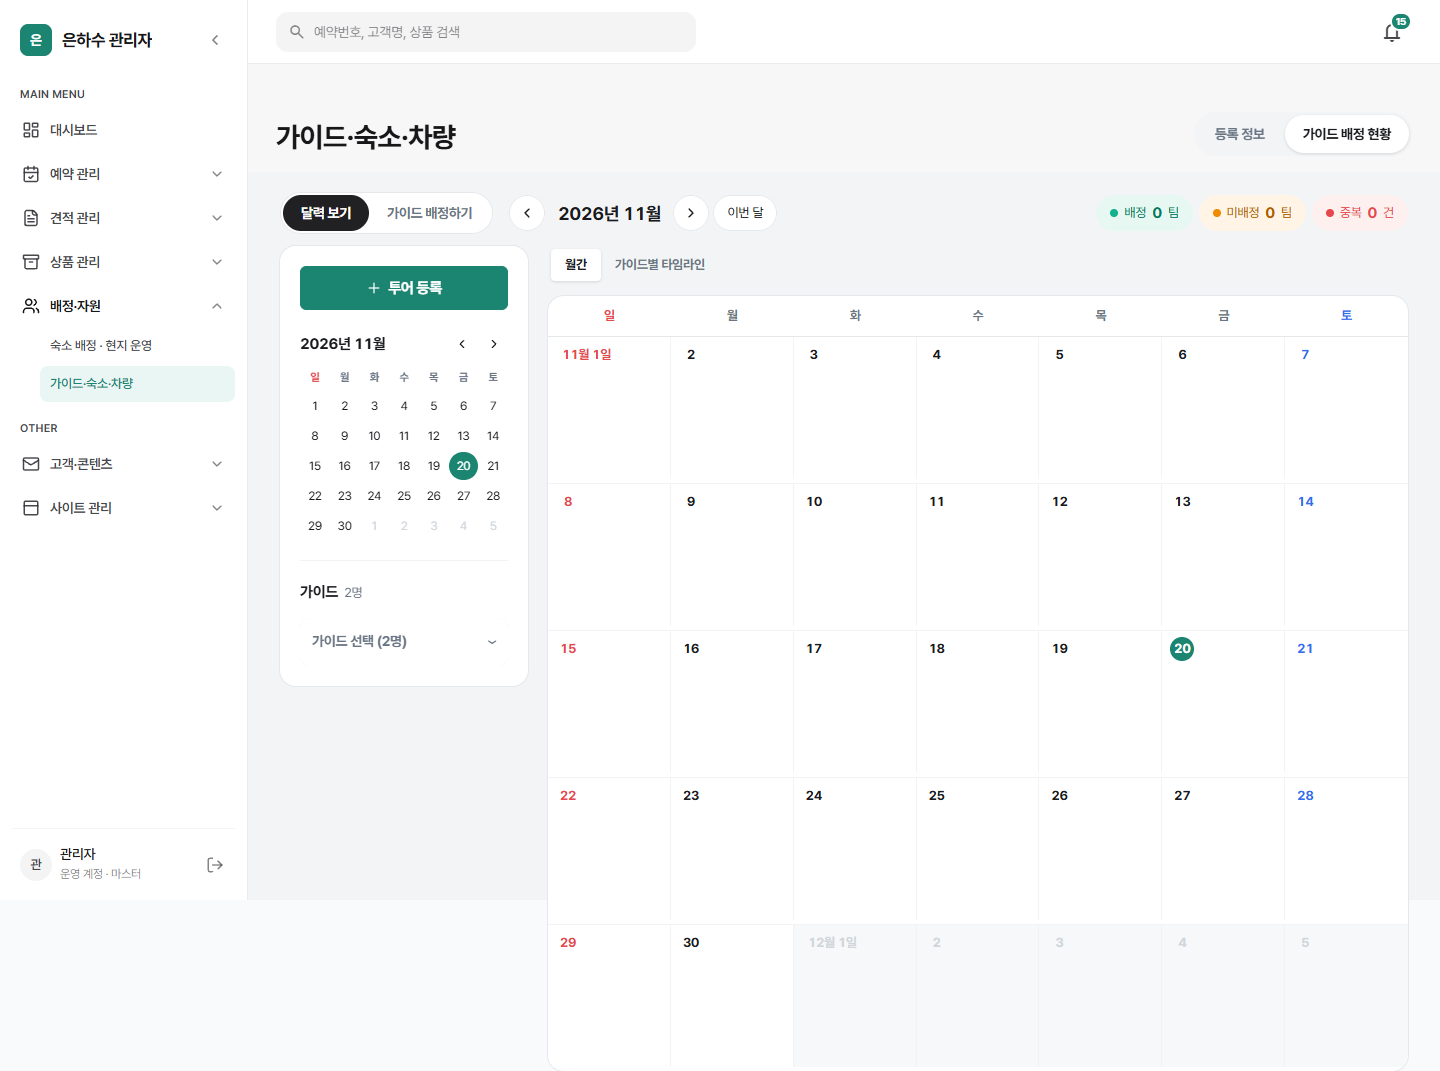 은 은하수 관리자
MAIN MENU
대시보드
예약 관리
견적 관리
상품 관리
배정·자원
숙소 배정 · 현지 운영
가이드·숙소·차량
OTHER
고객·콘텐츠
사이트 관리
관 관리자
운영 계정 · 마스터
예약번호, 고객명, 상품 검색
15
가이드·숙소·차량
등록 정보 가이드 배정 현황
달력 보기 가이드 배정하기 2026년 11월 이번 달 배정 0 팀 미배정 0 팀 중복 0 건
투어 등록
2026년 11월
일 월 화 수 목 금 토
1 2 3 4 5 6 7
8 9 10 11 12 13 14
15 16 17 18 19 20 21
22 23 24 25 26 27 28
29 30 1 2 3 4 5
가이드 2명
가이드 선택 (2명)
월간 가이드별 타임라인
일 월 화 수 목 금 토
11월 1일 2 3 4 5 6 7
8 9 10 11 12 13 14
15 16 17 18 19 20 21
22 23 24 25 26 27 28
29 30 12월 1일 2 3 4 5